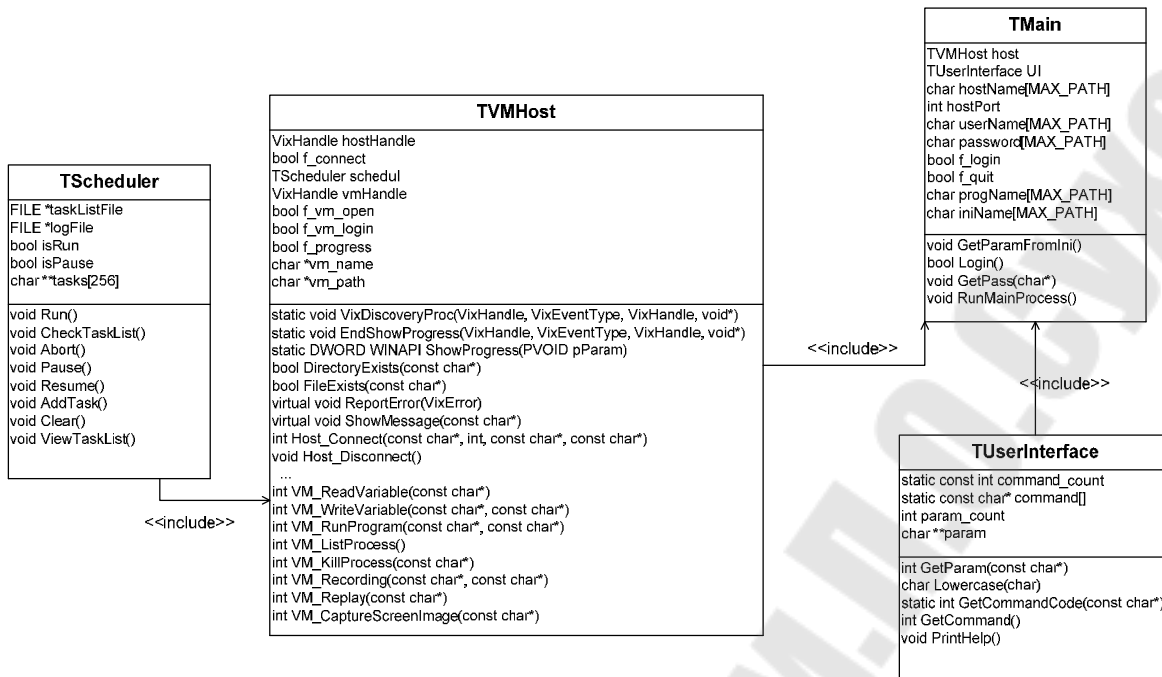 TMain
TVMHost host
TUserInterface UI
char hostName[MAX_PATH]
int hostPort
char userName[MAX_PATH]
char password[MAX_PATH]
bool f_login
bool f_quit
char progName[MAX_PATH]
char iniName[MAX_PATH]
void GetParamFromIni()
bool Login()
void GetPass(char*)
void RunMainProcess()
TVMHost
VixHandle hostHandle
bool f_connect
TScheduler schedul
VixHandle vmHandle
bool f_vm_open
bool f_vm_login
bool f_progress
char *vm_name
char *vm_path
static void VixDiscoveryProc(VixHandle, VixEventType, VixHandle, void*)
static void EndShowProgress(VixHandle, VixEventType, VixHandle, void*)
static DWORD WINAPI ShowProgress(PVOID pParam)
bool DirectoryExists(const char*)
bool FileExists(const char*)
virtual void ReportError(VixError)
virtual void ShowMessage(const char*)
int Host_Connect(const char*, int, const char*, const char*)
void Host_Disconnect()
...
int VM_ReadVariable(const char*)
int VM_WriteVariable(const char*, const char*)
int VM_RunProgram(const char*, const char*)
int VM_ListProcess()
int VM_KillProcess(const char*)
int VM_Recording(const char*, const char*)
int VM_Replay(const char*)
int VM_CaptureScreenImage(const char*)
TScheduler
FILE *taskListFile
FILE *logFile
bool isRun
bool isPause
char **tasks[256]
void Run()
void CheckTaskList()
void Abort()
void Pause()
void Resume()
void AddTask()
void Clear()
void ViewTaskList()
<<include>>
<<include>>
<<include>>
TUserInterface
static const int command_count
static const char* command[]
int param_count
char **param
int GetParam(const char*)
char Lowercase(char)
static int GetCommandCode(const char*)
int GetCommand()
void PrintHelp()